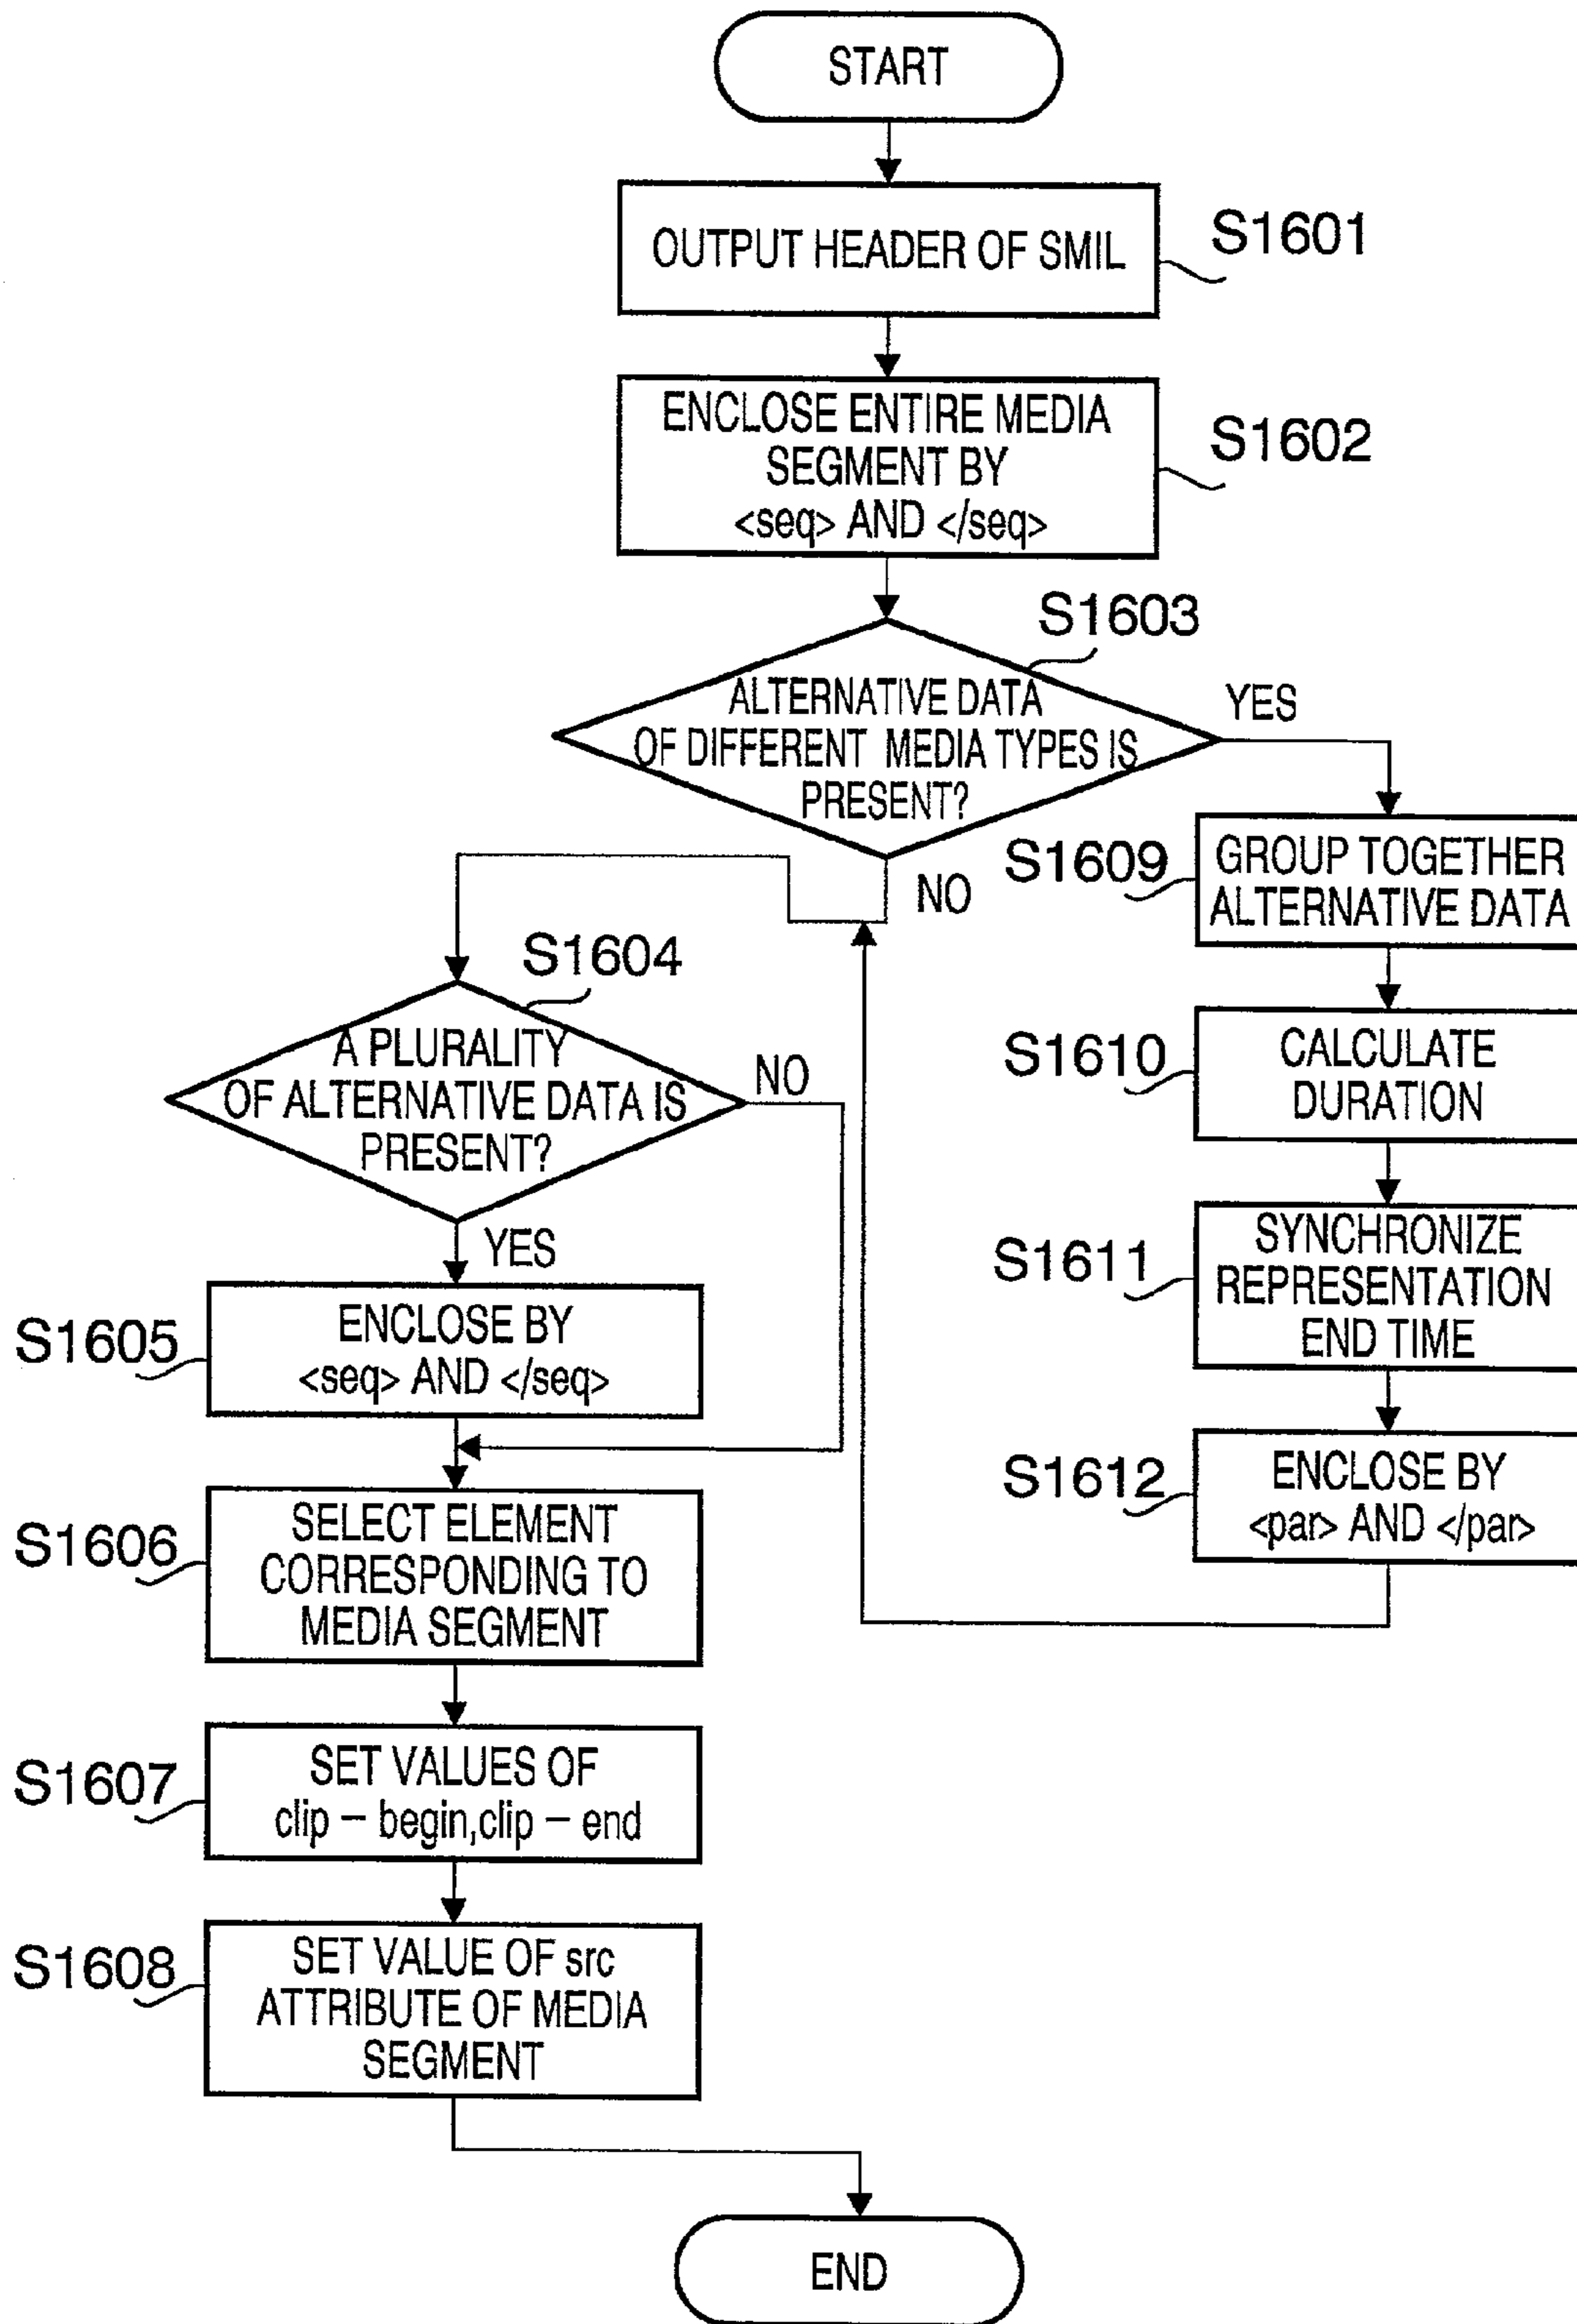 START
OUTPUT HEADER OF SMIL
S1601
ENCLOSE ENTIRE MEDIA
SEGMENT BY
<seq> AND </seq>
S1602
S1603
ALTERNATIVE DATA
OF DIFFERENT MEDIA TYPES IS
PRESENT?
YES
NO
S1609
GROUP TOGETHER
ALTERNATIVE DATA
S1604
A PLURALITY
OF ALTERNATIVE DATA IS
PRESENT?
NO
YES
S1610
CALCULATE
DURATION
S1611
SYNCHRONIZE
REPRESENTATION
END TIME
S1605
ENCLOSE BY
<seq> AND </seq>
S1612
ENCLOSE BY
<par> AND </par>
S1606
SELECT ELEMENT
CORRESPONDING TO
MEDIA SEGMENT
S1607
SET VALUES OF
clip – begin,clip – end
S1608
SET VALUE OF src
ATTRIBUTE OF MEDIA
SEGMENT
END